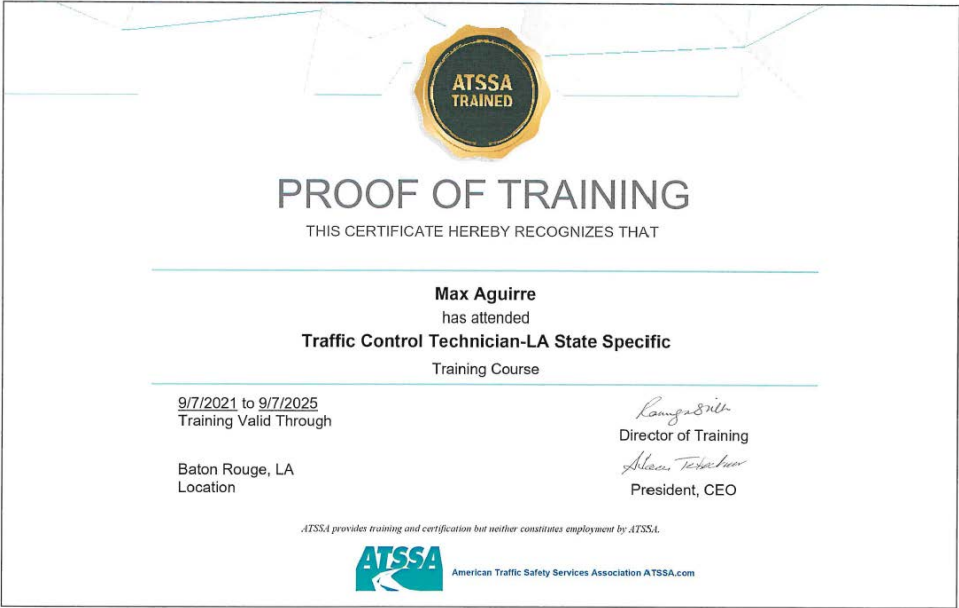 ATSSA
TRAINED
PROOF OF TRAINING
THIS CERTIFICATE HEREBY RECOGNIZES THAT
Max Aguirre
has attended
Traffic Control Technician-LA State Specific
Training Course
9/7/2021 to 9/7/2025
Training Valid Through
Director of Training
Baton Rouge, LA
Location
President, CEO
ATSSA provides training and certification but neither constitutes employment by ATSSA.
ATSSA
American Traffic Safety Services Association ATSSA.com